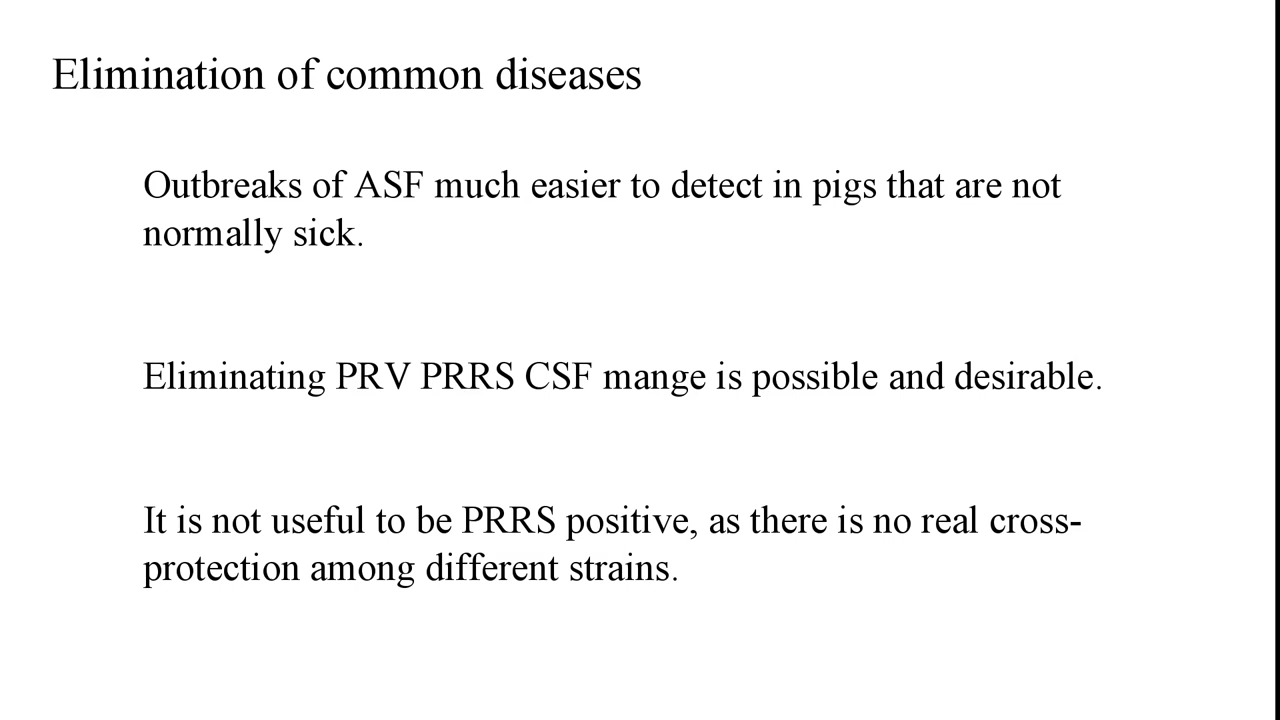 Elimination of common diseases
Outbreaks of ASF much easier to detect in pigs that are not
normally sick.
Eliminating PRV PRRS CSF mange is possible and desirable.
It is not useful to be PRRS positive, as there is no real cross-
protection among different strains.